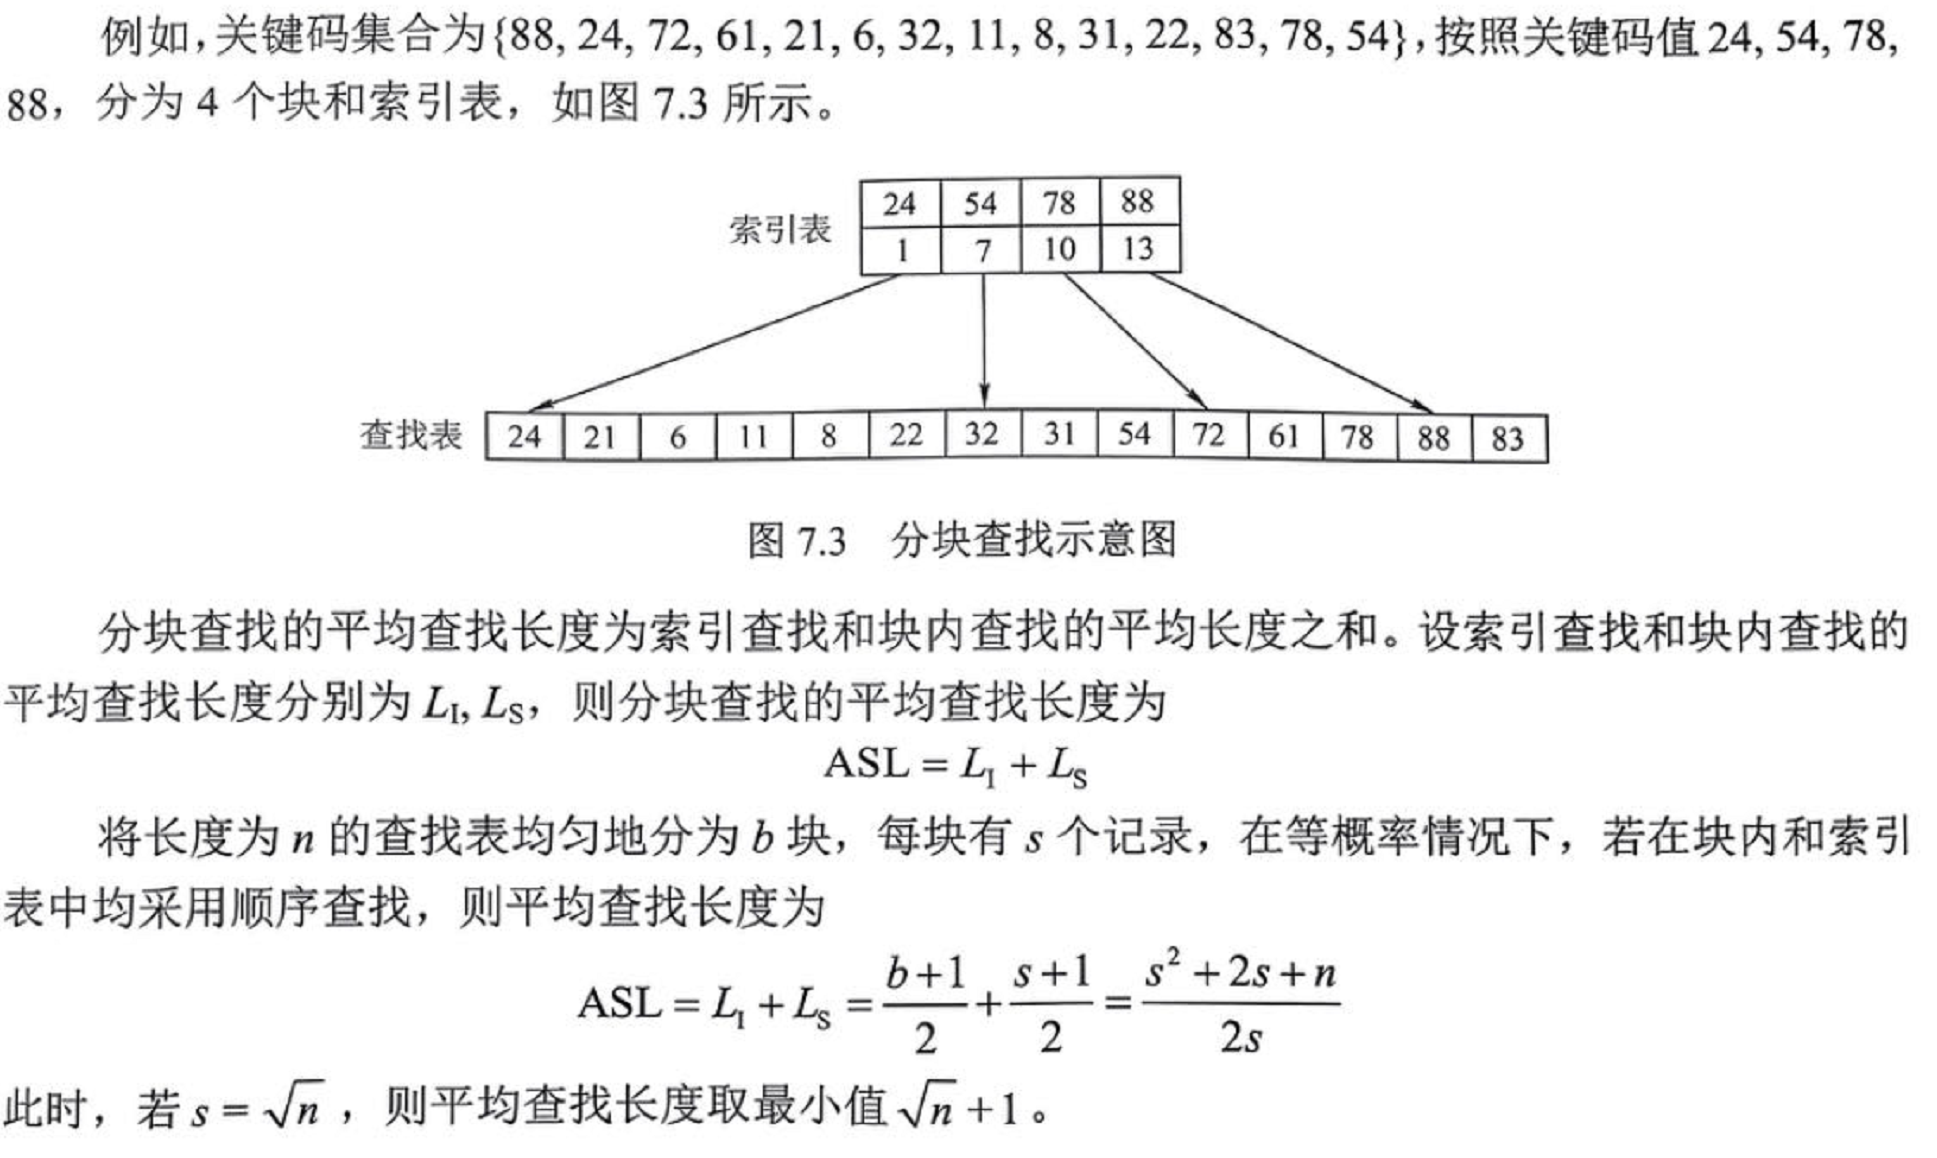 例如,关键码集合为{88, 24, 72, 61, 21, 6, 32, 11, 8, 31, 22, 83, 78, 54},按照关键码值 24, 54, 78,
88，分为 4 个块和索引表，如图 7.3 所示。
索引表
24 54 78 88
1 7 10 13
查找表 24 21 6 11 8 22 32 31 54 72 61 78 88 83
图 7.3 分块查找示意图
分块查找的平均查找长度为索引查找和块内查找的平均长度之和。设索引查找和块内查找的
平均查找长度分别为 L_I, L_S，则分块查找的平均查找长度为
ASL = L_I + L_S
将长度为 n 的查找表均匀地分为 b 块，每块有 s 个记录，在等概率情况下，若在块内和索引
表中均采用顺序查找，则平均查找长度为
ASL = L_I + L_S = (b+1)/2 + (s+1)/2 = (s² + 2s + n)/(2s)
此时，若 s = √n ，则平均查找长度取最小值 √n + 1。